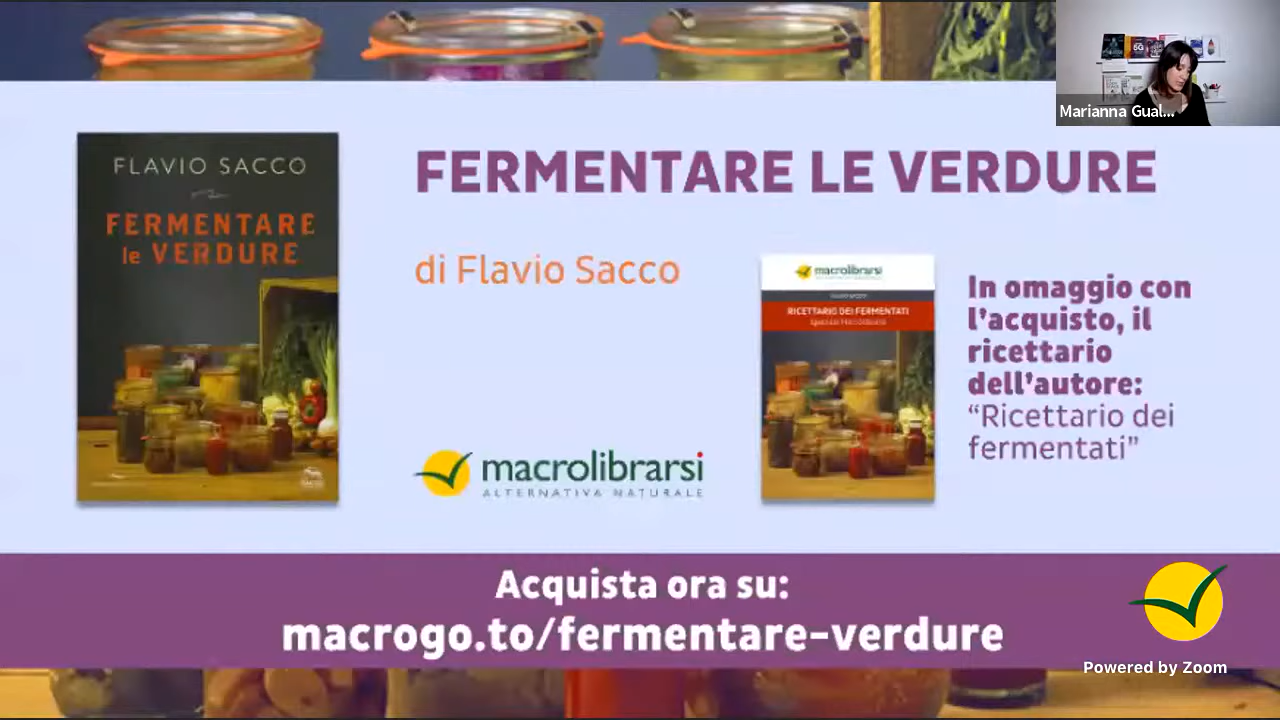 Marianna Gual...
FLAVIO SACCO
FERMENTARE
le VERDURE
FERMENTARE LE VERDURE
di Flavio Sacco
macrolibrarsi
ALTERNATIVA NATURALE
macrolibrarsi
RICETTARIO DEI FERMENTATI
In omaggio con
l'acquisto, il
ricettario
dell'autore:
“Ricettario dei
fermentati”
Acquista ora su:
macrogo.to/fermentare-verdure
Powered by Zoom